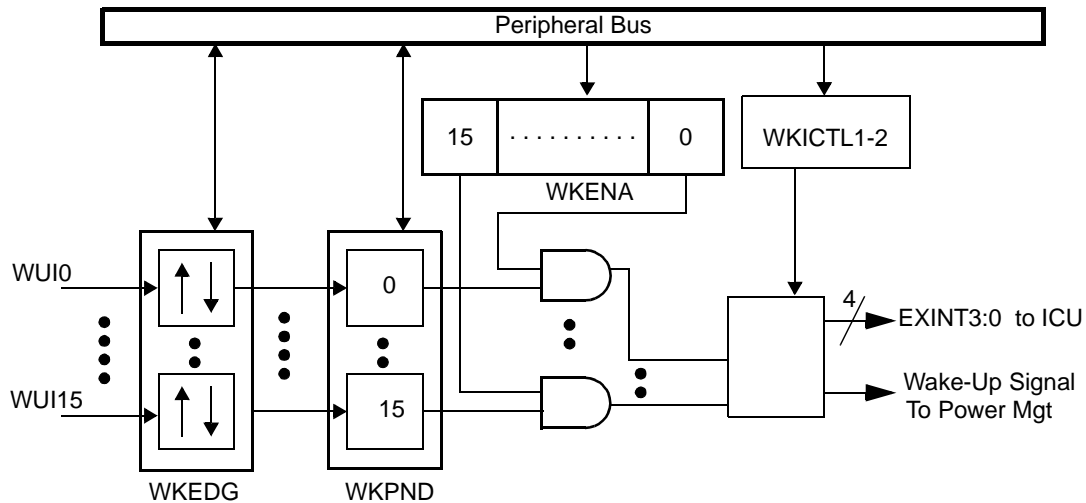 Peripheral Bus
15 . . . . . . . . . . 0
WKICTL1-2
WKENA
WUI0
0
4
EXINT3:0 to ICU
WUI15
15
Wake-Up Signal
To Power Mgt
WKEDG
WKPND